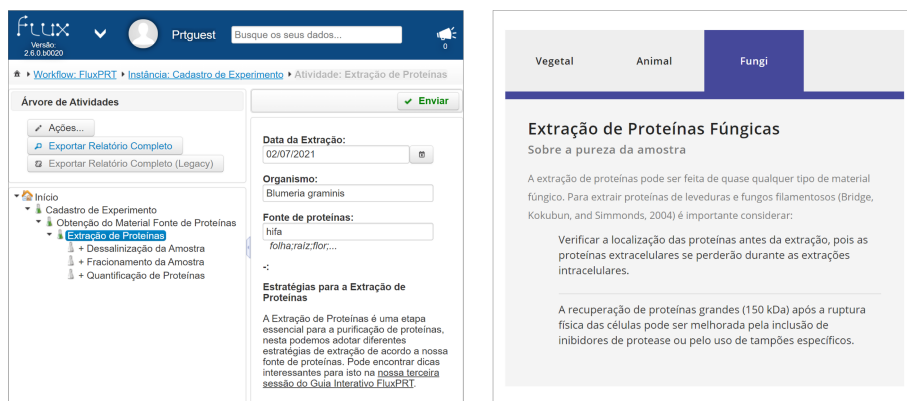 flux
Versão:
2.6.0.b0020
Prtguest
Busque os seus dados...
0
Workflow: FluxPRT
Instância: Cadastro de Experimento
Atividade: Extração de Proteinas
Árvore de Atividades
Ações...
Exportar Relatório Completo
Exportar Relatório Completo (Legacy)
Início
Cadastro de Experimento
Obtenção do Material Fonte de Proteínas
Extração de Proteínas
+ Dessalinização da Amostra
+ Fracionamento da Amostra
+ Quantificação de Proteínas
Enviar
Data da Extração:
02/07/2021
Organismo:
Blumeria graminis
Fonte de proteínas:
hifa
folha;raíz;flor;...
-:
Estratégias para a Extração de
Proteínas
A Extração de Proteínas é uma etapa
essencial para a purificação de proteínas,
nesta podemos adotar diferentes
estratégias de extração de acordo a nossa
fonte de proteínas. Pode encontrar dicas
interessantes para isto na nossa terceira
sessão do Guia Interativo FluxPRT.
Vegetal
Animal
Fungi
Extração de Proteínas Fúngicas
Sobre a pureza da amostra
A extração de proteínas pode ser feita de quase qualquer tipo de material
fúngico. Para extrair proteínas de leveduras e fungos filamentosos (Bridge,
Kokubun, and Simmonds, 2004) é importante considerar:
Verificar a localização das proteínas antes da extração, pois as
proteínas extracelulares se perderão durante as extrações
intracelulares.
A recuperação de proteínas grandes (150 kDa) após a ruptura
física das células pode ser melhorada pela inclusão de
inibidores de protease ou pelo uso de tampões específicos.